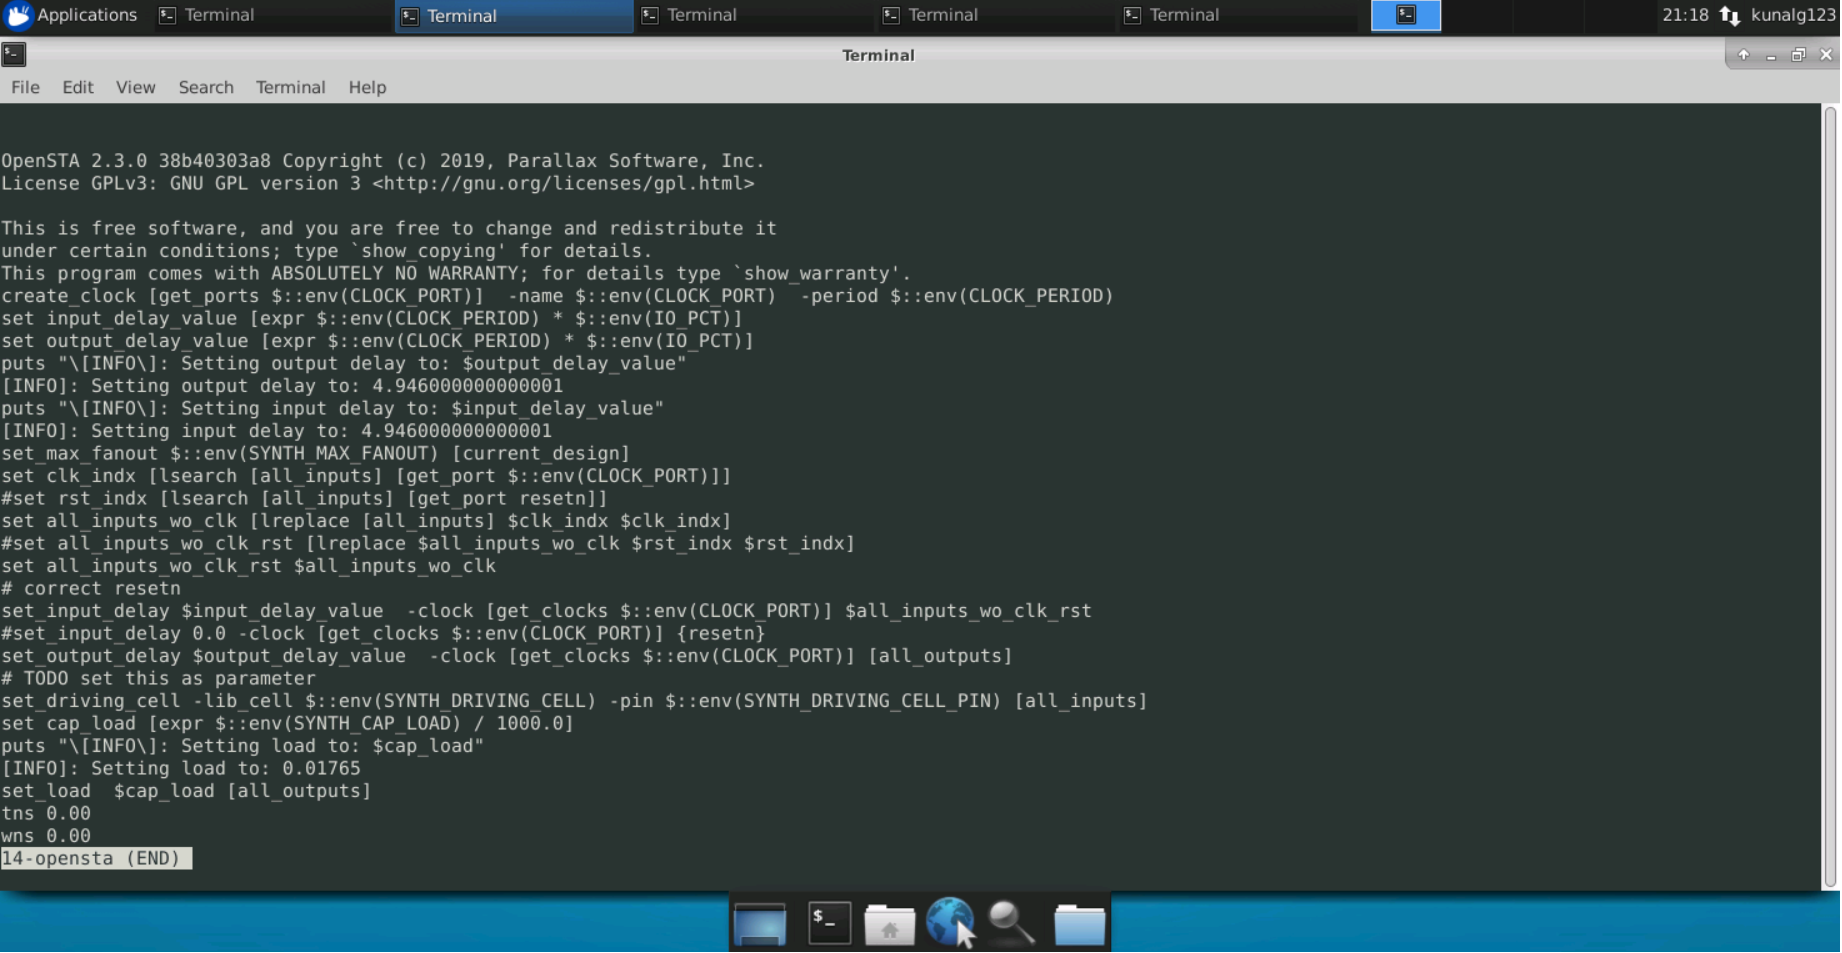 Applications
Terminal
Terminal
Terminal
Terminal
Terminal
21:18
kunalg123
Terminal
File Edit View Search Terminal Help
OpenSTA 2.3.0 38b40303a8 Copyright (c) 2019, Parallax Software, Inc.
License GPLv3: GNU GPL version 3 <http://gnu.org/licenses/gpl.html>
This is free software, and you are free to change and redistribute it
under certain conditions; type `show_copying' for details.
This program comes with ABSOLUTELY NO WARRANTY; for details type `show_warranty'.
create_clock [get_ports $::env(CLOCK_PORT)]  -name $::env(CLOCK_PORT)  -period $::env(CLOCK_PERIOD)
set input_delay_value [expr $::env(CLOCK_PERIOD) * $::env(IO_PCT)]
set output_delay_value [expr $::env(CLOCK_PERIOD) * $::env(IO_PCT)]
puts "\[INFO\]: Setting output delay to: $output_delay_value"
[INFO]: Setting output delay to: 4.946000000000001
puts "\[INFO\]: Setting input delay to: $input_delay_value"
[INFO]: Setting input delay to: 4.946000000000001
set_max_fanout $::env(SYNTH_MAX_FANOUT) [current_design]
set clk_indx [lsearch [all_inputs] [get_port $::env(CLOCK_PORT)]]
#set rst_indx [lsearch [all_inputs] [get_port resetn]]
set all_inputs_wo_clk [lreplace [all_inputs] $clk_indx $clk_indx]
#set all_inputs_wo_clk_rst [lreplace $all_inputs_wo_clk $rst_indx $rst_indx]
set all_inputs_wo_clk_rst $all_inputs_wo_clk
# correct resetn
set_input_delay $input_delay_value  -clock [get_clocks $::env(CLOCK_PORT)] $all_inputs_wo_clk_rst
#set_input_delay 0.0 -clock [get_clocks $::env(CLOCK_PORT)] {resetn}
set_output_delay $output_delay_value  -clock [get_clocks $::env(CLOCK_PORT)] [all_outputs]
# TODO set this as parameter
set_driving_cell -lib_cell $::env(SYNTH_DRIVING_CELL) -pin $::env(SYNTH_DRIVING_CELL_PIN) [all_inputs]
set cap_load [expr $::env(SYNTH_CAP_LOAD) / 1000.0]
puts "\[INFO\]: Setting load to: $cap_load"
[INFO]: Setting load to: 0.01765
set_load  $cap_load [all_outputs]
tns 0.00
wns 0.00
14-opensta (END)